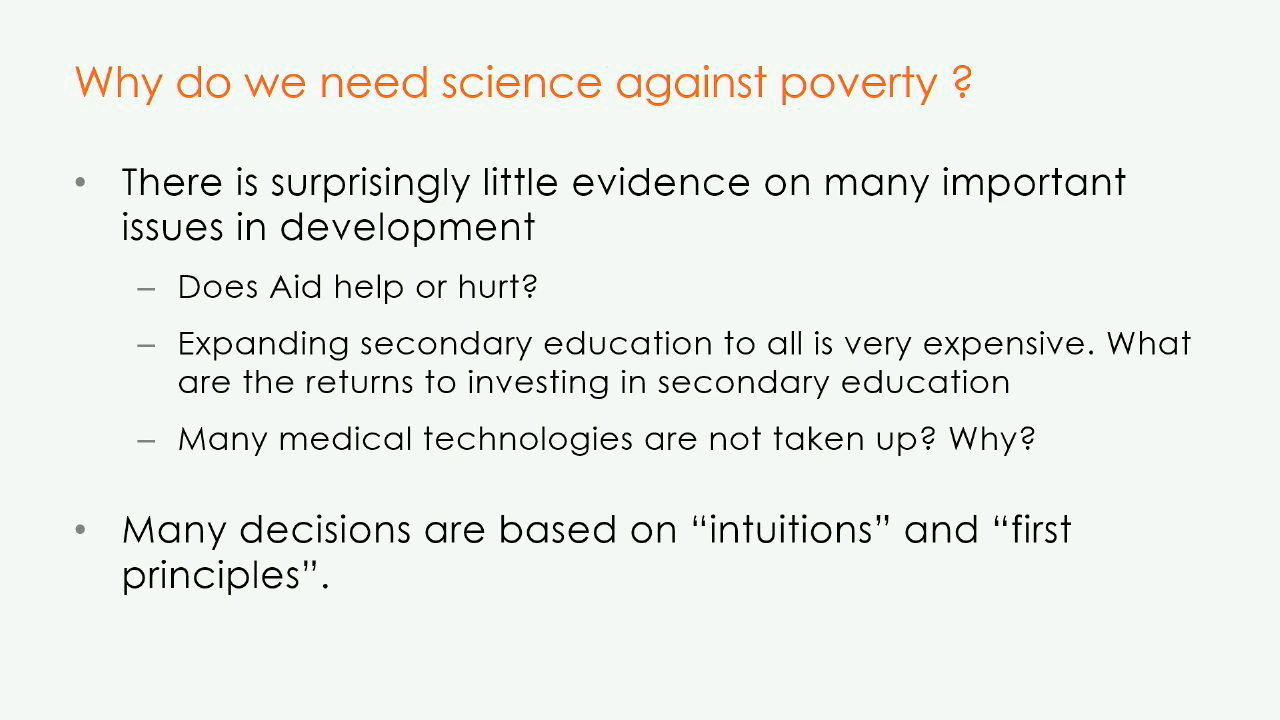 Why do we need science against poverty ?
• There is surprisingly little evidence on many important
issues in development
– Does Aid help or hurt?
– Expanding secondary education to all is very expensive. What
are the returns to investing in secondary education
– Many medical technologies are not taken up? Why?
• Many decisions are based on “intuitions” and “first
principles”.